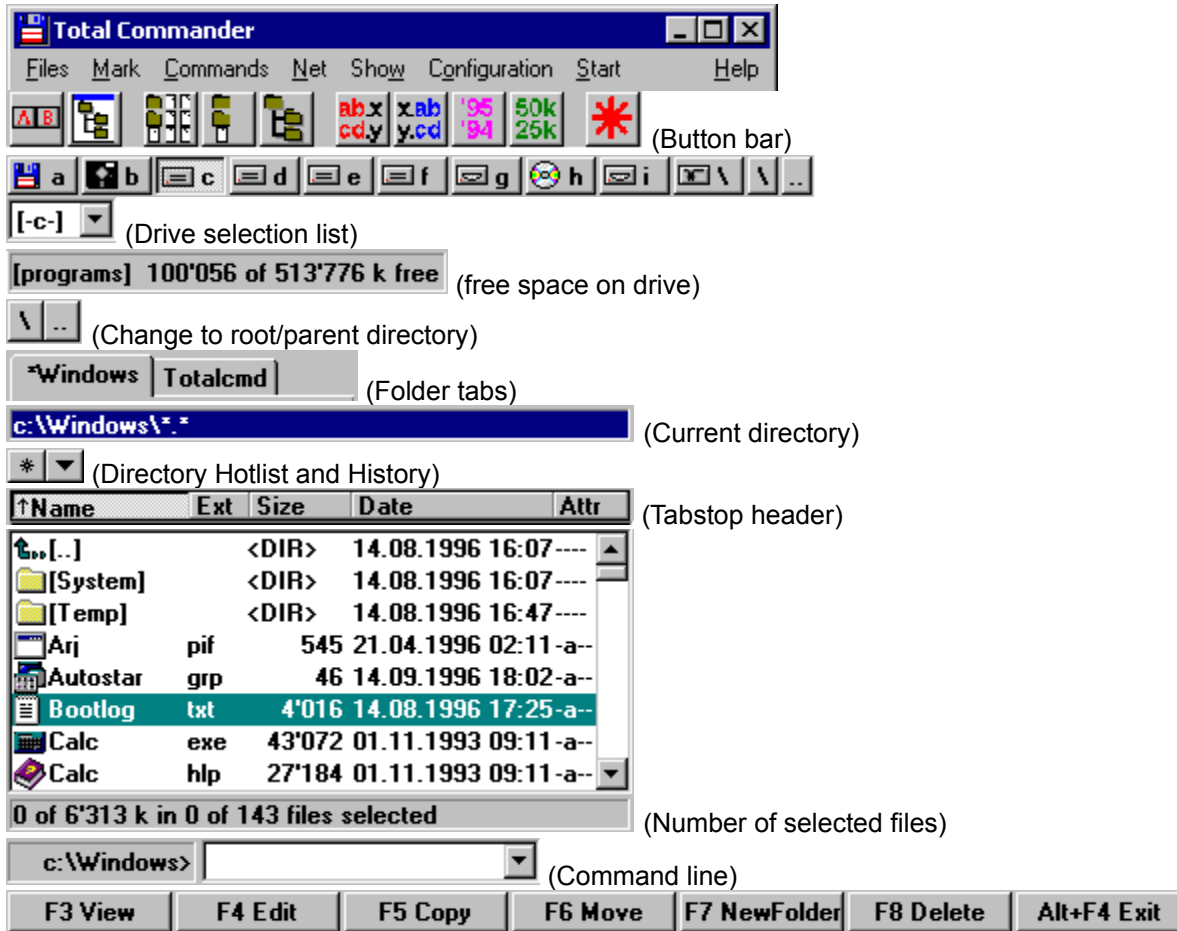 Total Commander
Files Mark Commands Net Show Configuration Start Help
A B ab.x cd.y x.ab y.cd '95 '94 50k 25k (Button bar)
a b c d e f g h i \ \ ..
[-c-] (Drive selection list)
[programs] 100'056 of 513'776 k free (free space on drive)
\ .. (Change to root/parent directory)
*Windows Totalcmd (Folder tabs)
c:\Windows\*.* (Current directory)
* (Directory Hotlist and History)
↑Name Ext Size Date Attr (Tabstop header)
[..] <DIR> 14.08.1996 16:07 ----
[System] <DIR> 14.08.1996 16:07 ----
[Temp] <DIR> 14.08.1996 16:47 ----
Arj pif 545 21.04.1996 02:11 -a--
Autostar grp 46 14.09.1996 18:02 -a--
Bootlog txt 4'016 14.08.1996 17:25 -a--
Calc exe 43'072 01.11.1993 09:11 -a--
Calc hlp 27'184 01.11.1993 09:11 -a--
0 of 6'313 k in 0 of 143 files selected (Number of selected files)
c:\Windows> (Command line)
F3 View F4 Edit F5 Copy F6 Move F7 NewFolder F8 Delete Alt+F4 Exit